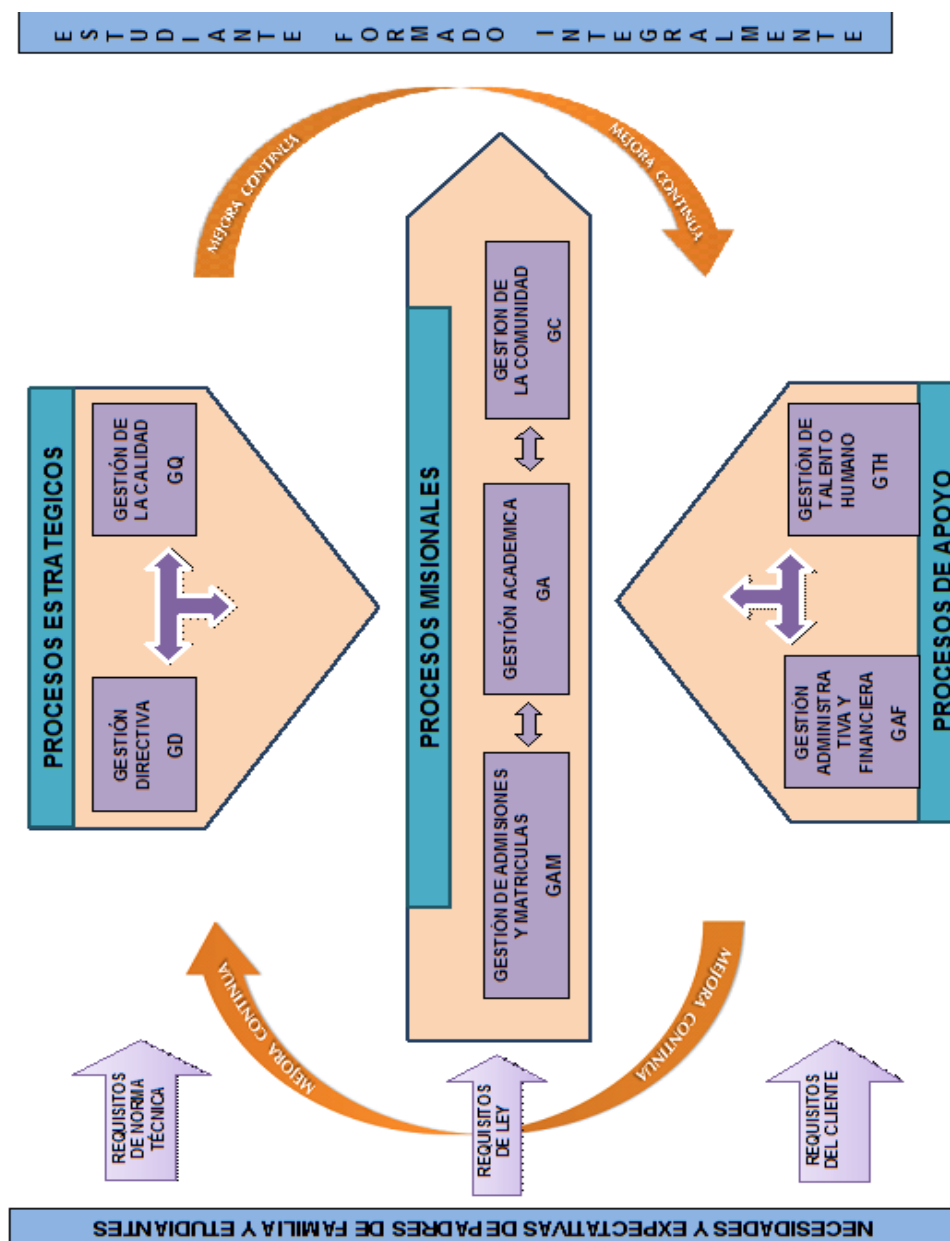 NECESIDADES Y EXPECTATIVAS DE PADRES DE FAMILIA Y ETUDIANTES
REQUISITOS
DE NORMA
TÉCNICA
REQUISITOS
DE LEY
REQUISITOS
DEL CLIENTE
MEJORA CONTINUA
MEJORA CONTINUA
PROCESOS ESTRATEGICOS
GESTIÓN
DIRECTIVA
GD
GESTIÓN DE
LA CALIDAD
GQ
PROCESOS MISIONALES
GESTIÓN DE ADMISIONES
Y MATRICULAS
GAM
GESTIÓN ACADEMICA
GA
GESTION DE
LA COMUNIDAD
GC
GESTIÓN
ADMINISTRA
TIVA Y
FINANCIERA
GAF
GESTIÓN DE
TALENTO
HUMANO
GTH
PROCESOS DE APOYO
MEJORA CONTINUA
MEJORA CONTINUA
ESTUDIANTE FORMADO INTEGRALMENTE